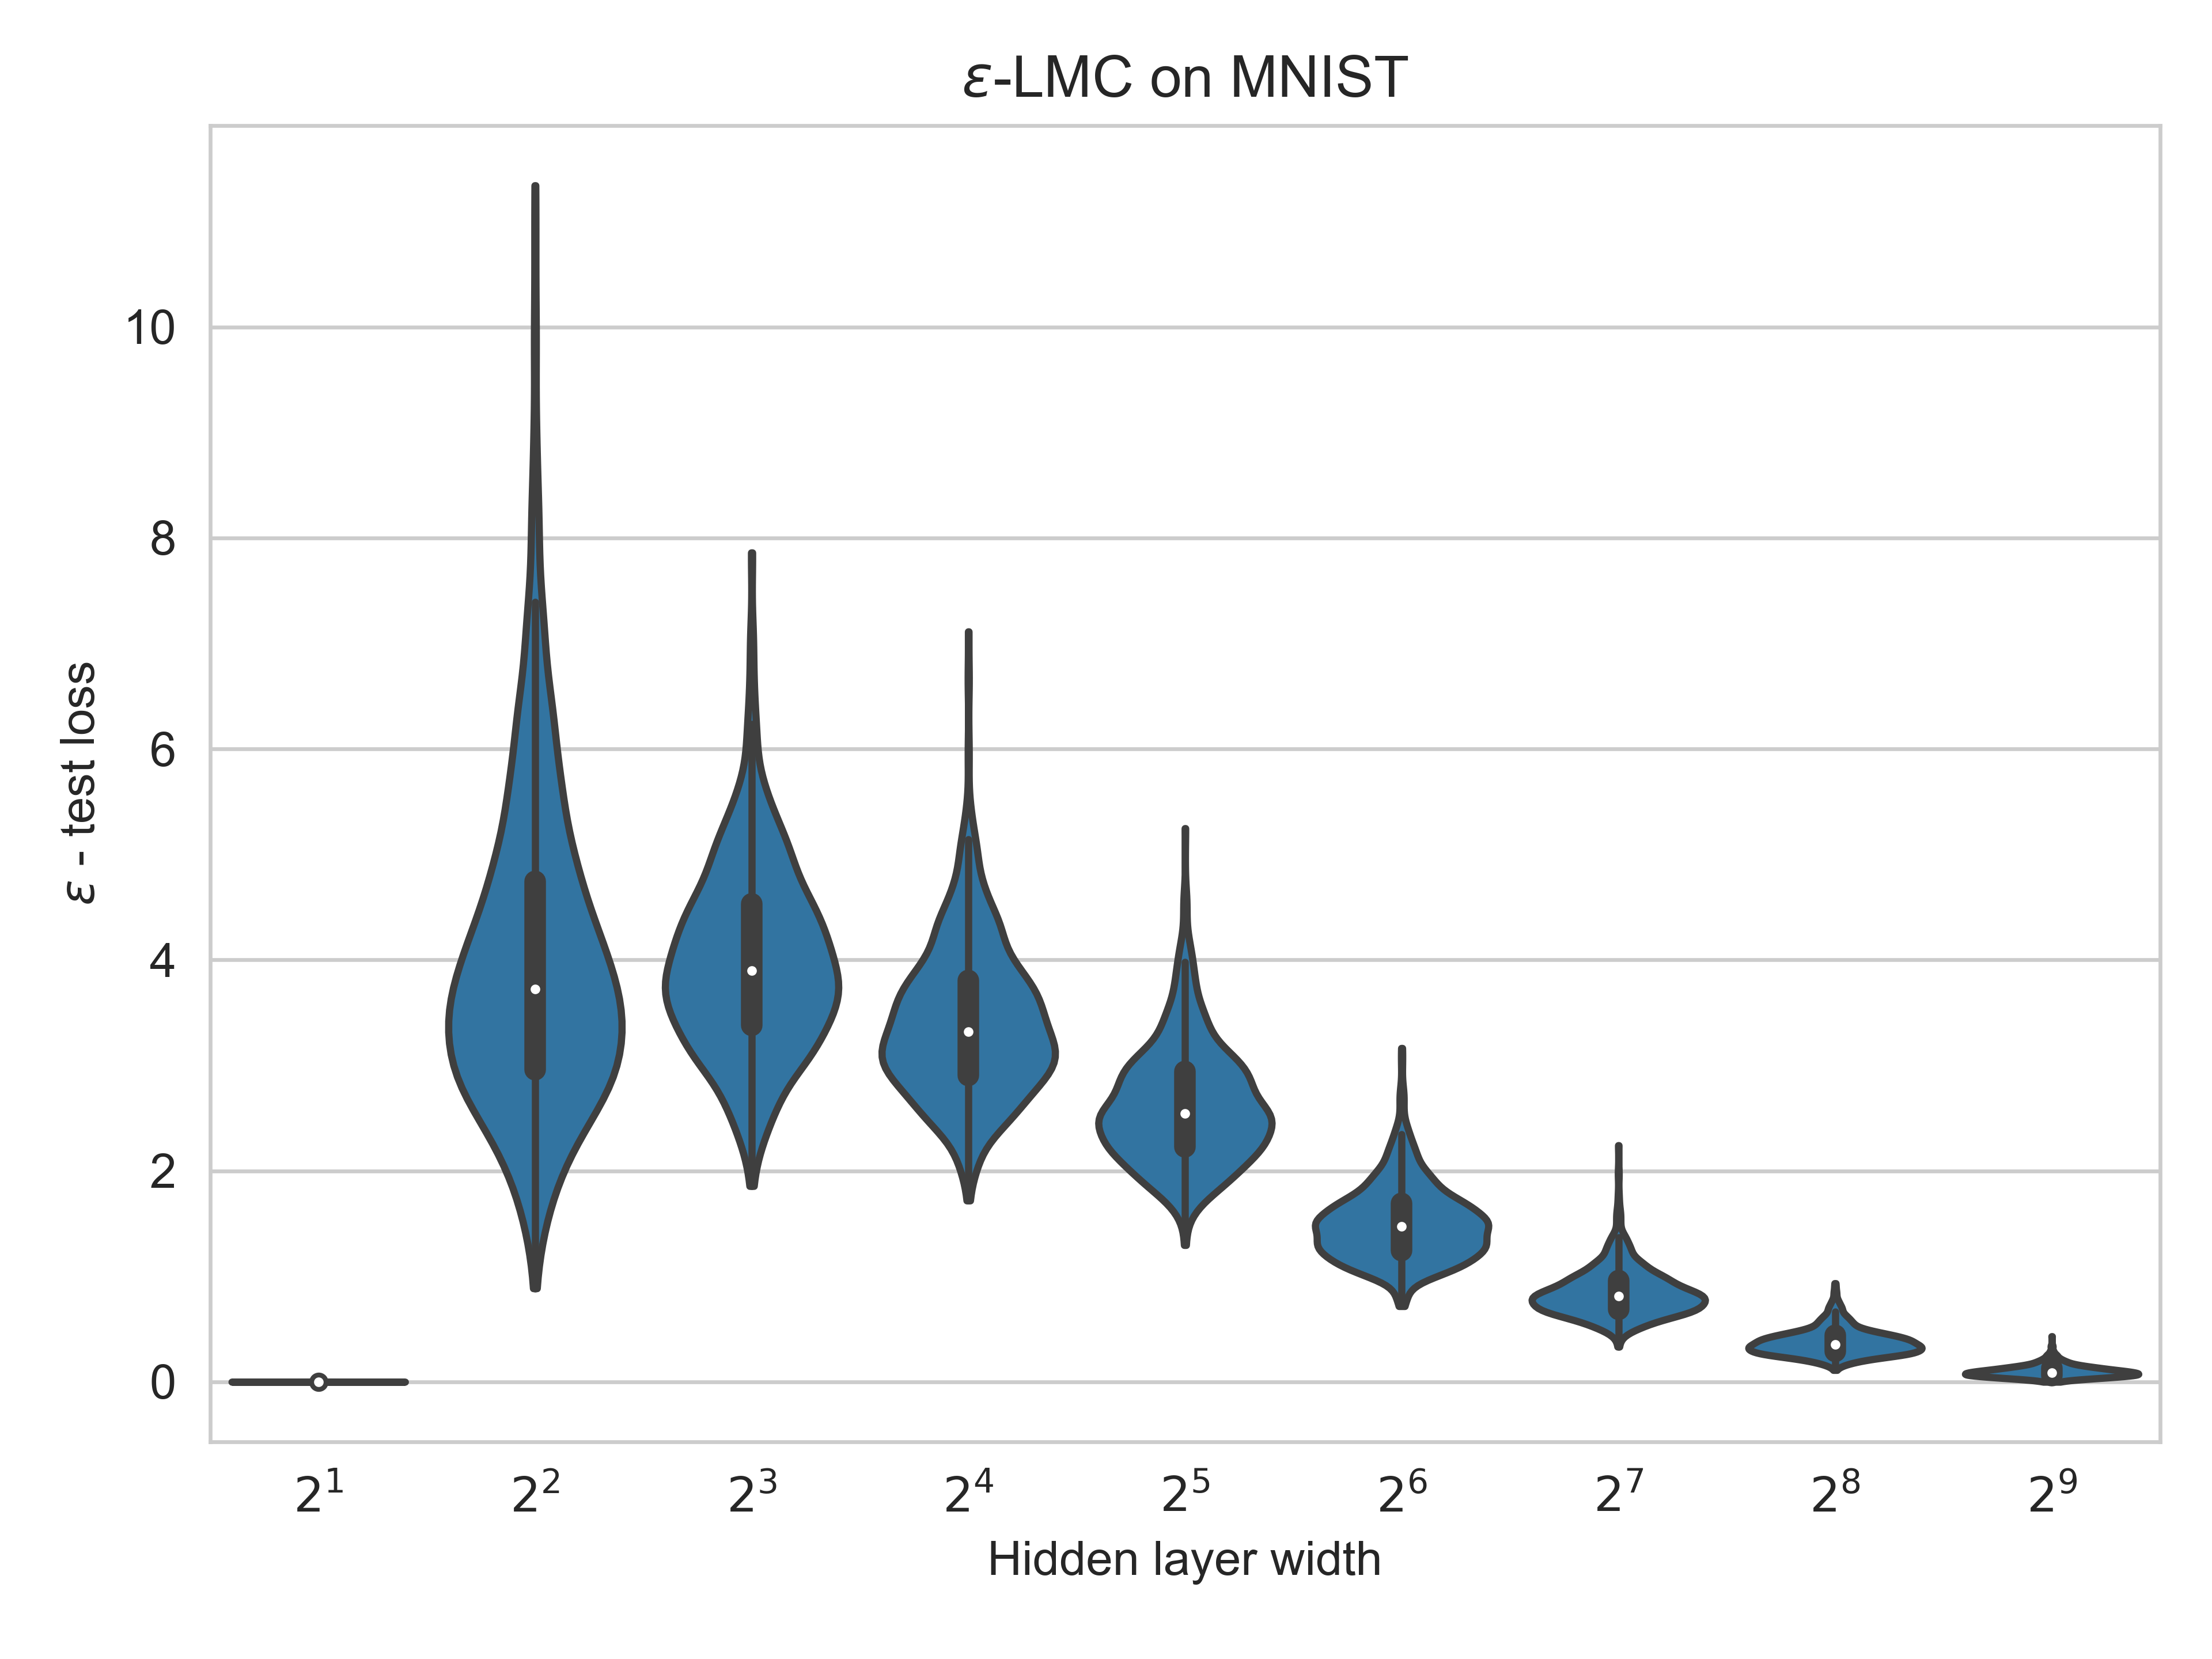 ε-LMC on MNIST
ε - test loss
10
8
6
4
2
0
2¹ 2² 2³ 2⁴ 2⁵ 2⁶ 2⁷ 2⁸ 2⁹
Hidden layer width